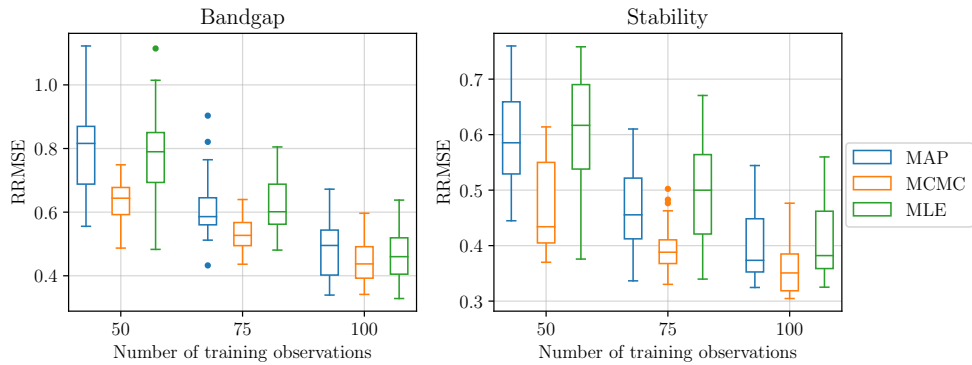 Bandgap
RRMSE
1.0
0.8
0.6
0.4
50
75
100
Number of training observations
Stability
RRMSE
0.7
0.6
0.5
0.4
0.3
50
75
100
Number of training observations
MAP
MCMC
MLE